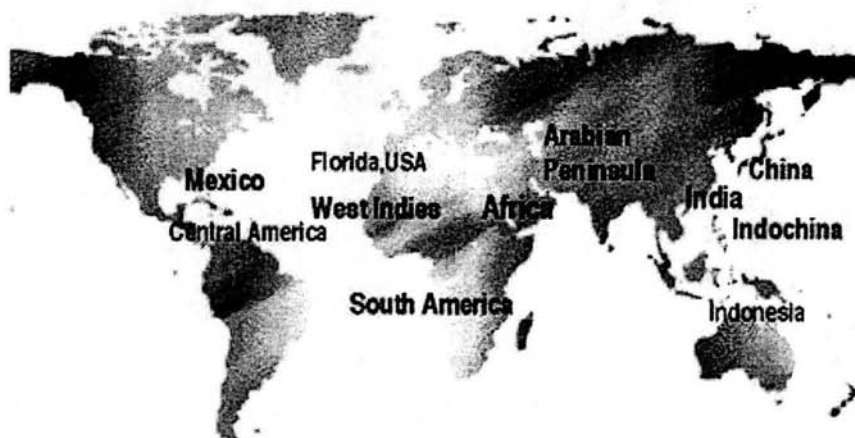 Arabian
Florida,USA
Peninsula
China
Mexico
India
West Indies
Africa
Central America
Indochina
South America
Indonesia